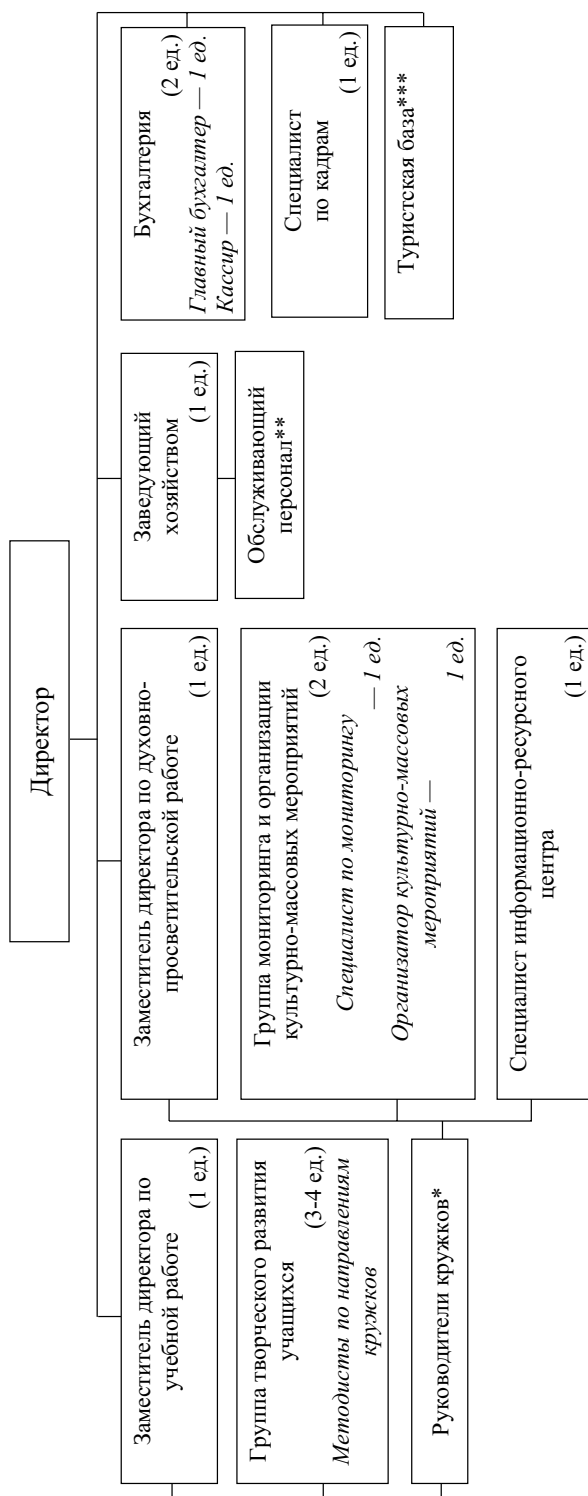 Директор
Заместитель директора по
учебной работе
(1 ед.)
Группа творческого развития
учащихся
(3-4 ед.)
Методисты по направлениям
кружков
Руководители кружков*
Заместитель директора по духовно-
просветительской работе
(1 ед.)
Группа мониторинга и организации
культурно-массовых мероприятий
(2 ед.)
Специалист по мониторингу
— 1 ед.
Организатор культурно-массовых
мероприятий —
1 ед.
Специалист информационно-ресурсного
центра
(1 ед.)
Заведующий
хозяйством
(1 ед.)
Обслуживающий
персонал**
Бухгалтерия
(2 ед.)
Главный бухгалтер — 1 ед.
Кассир — 1 ед.
Специалист
по кадрам
(1 ед.)
Туристская база***